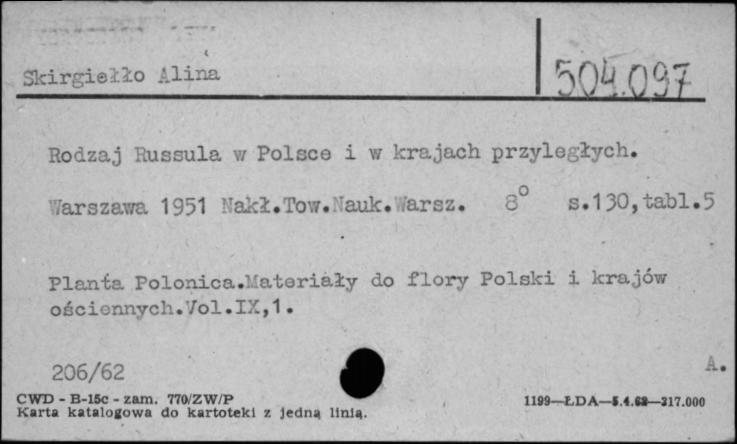 Skirgiełło Alina
504.097
Rodzaj Russula w Polsce i w krajach przyległych.
Warszawa 1951 Nakł.Tow.Nauk.Warsz. 8° s.130,tabl.5
Planta Polonica.Materiały do flory Polski i krajów
ościennych.Vol.IX,1.
206/62
A.
CWD - B-15c - zam. 770/ZW/P
1199—ŁDA—5.4.62—317.000
Karta katalogowa do kartoteki z jedną linią.